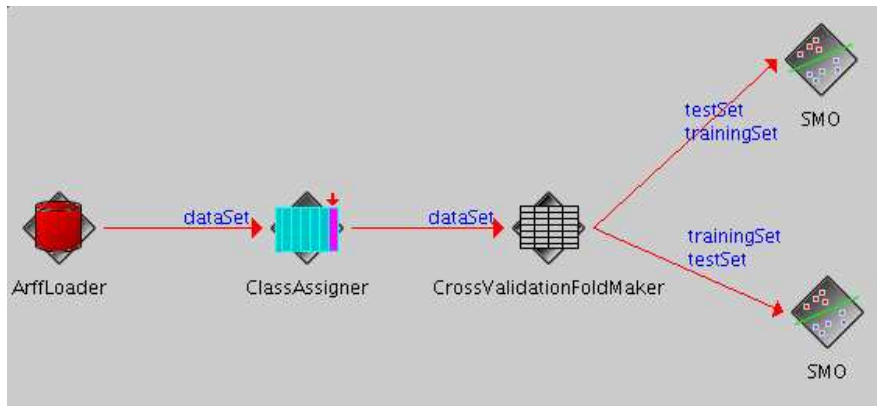 testSet
trainingSet
SMO
dataSet
dataSet
trainingSet
testSet
ArffLoader
ClassAssigner
CrossValidationFoldMaker
SMO